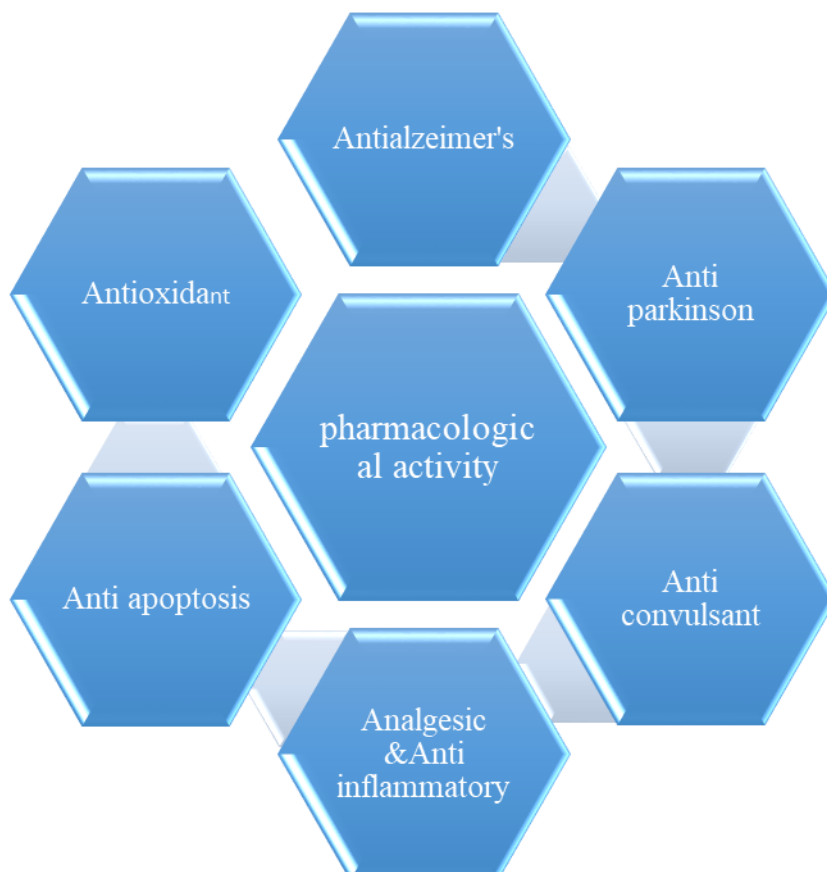 Antialzeimer's
Antioxidant
Anti
parkinson
pharmacologic
al activity
Anti apoptosis
Anti
convulsant
Analgesic
&Anti
inflammatory